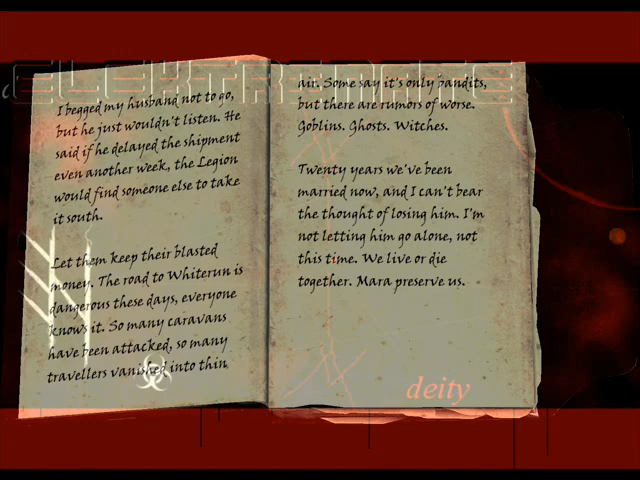 I begged my husband not to go,
but he just wouldn't listen. He
said if he delayed the shipment
even another week, the Legion
would find someone else to take
it south.
Let them keep their blasted
money. The road to Whiterun is
dangerous these days, everyone
knows it. So many caravans
have been attacked, so many
travellers vanished into thin
air. Some say it's only bandits,
but there are rumors of worse.
Goblins. Ghosts. Witches.
Twenty years we've been
married now, and I can't bear
the thought of losing him. I'm
not letting him go alone, not
this time. We live or die
together. Mara preserve us.
deity